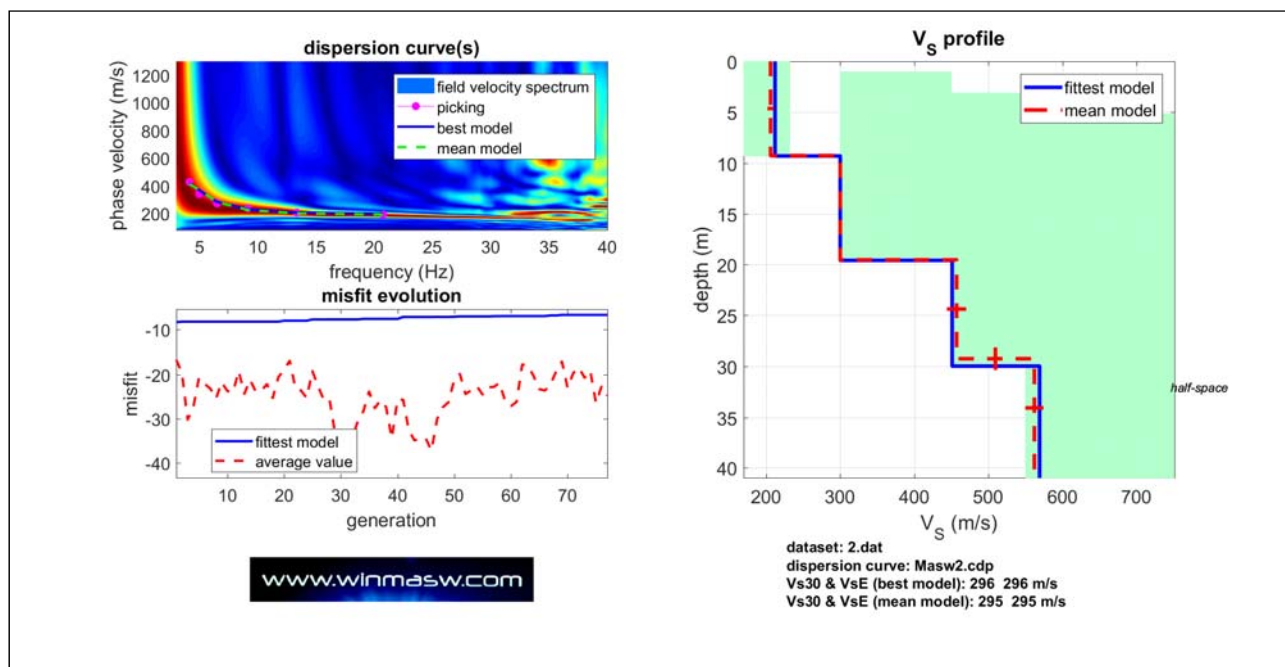 dispersion curve(s)
phase velocity (m/s)
1200
1000
800
600
400
200
field velocity spectrum
picking
best model
mean model
5
10
15
20
25
30
35
40
frequency (Hz)
misfit evolution
misfit
-10
-20
-30
-40
fittest model
average value
10
20
30
40
50
60
70
generation
www.winmasw.com
VS profile
depth (m)
0
5
10
15
20
25
30
35
40
fittest model
mean model
half-space
200
300
400
500
600
700
VS (m/s)
dataset: 2.dat
dispersion curve: Masw2.cdp
Vs30 & VsE (best model): 296 296 m/s
Vs30 & VsE (mean model): 295 295 m/s